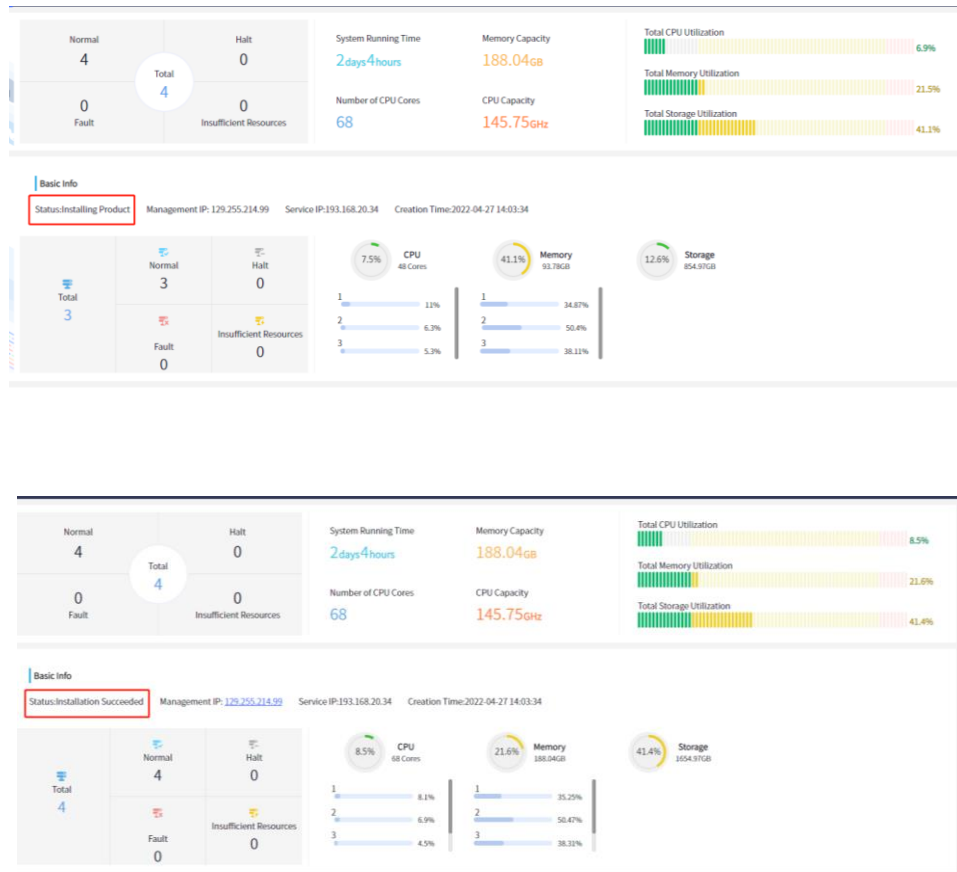 Normal
4
Halt
0
Total
4
0
Fault
0
Insufficient Resources
System Running Time
2days4hours
Memory Capacity
188.04GB
Number of CPU Cores
68
CPU Capacity
145.75GHz
Total CPU Utilization
6.9%
Total Memory Utilization
21.5%
Total Storage Utilization
41.1%
Basic Info
Status:Installing Product Management IP: 129.255.214.99 Service IP:193.168.20.34 Creation Time:2022-04-27 14:03:34
Total
3
Normal
3
Halt
0
Fault
0
Insufficient Resources
0
7.5%
CPU
48 Cores
1
11%
2
6.3%
3
5.3%
41.1%
Memory
93.78GB
1
34.87%
2
50.4%
3
38.11%
12.6%
Storage
854.97GB
Normal
4
Halt
0
Total
4
0
Fault
0
Insufficient Resources
System Running Time
2days4hours
Memory Capacity
188.04GB
Number of CPU Cores
68
CPU Capacity
145.75GHz
Total CPU Utilization
8.5%
Total Memory Utilization
21.6%
Total Storage Utilization
41.4%
Basic Info
Status:Installation Succeeded Management IP: 129.255.214.99 Service IP:193.168.20.34 Creation Time:2022-04-27 14:03:34
Total
4
Normal
4
Halt
0
Fault
0
Insufficient Resources
0
8.5%
CPU
68 Cores
1
8.1%
2
6.9%
3
4.5%
21.6%
Memory
188.04GB
1
35.25%
2
50.47%
3
38.31%
41.4%
Storage
1654.97GB